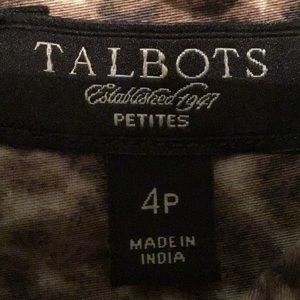 TALBOTS
Established 1947
PETITES
4P
MADE IN
INDIA